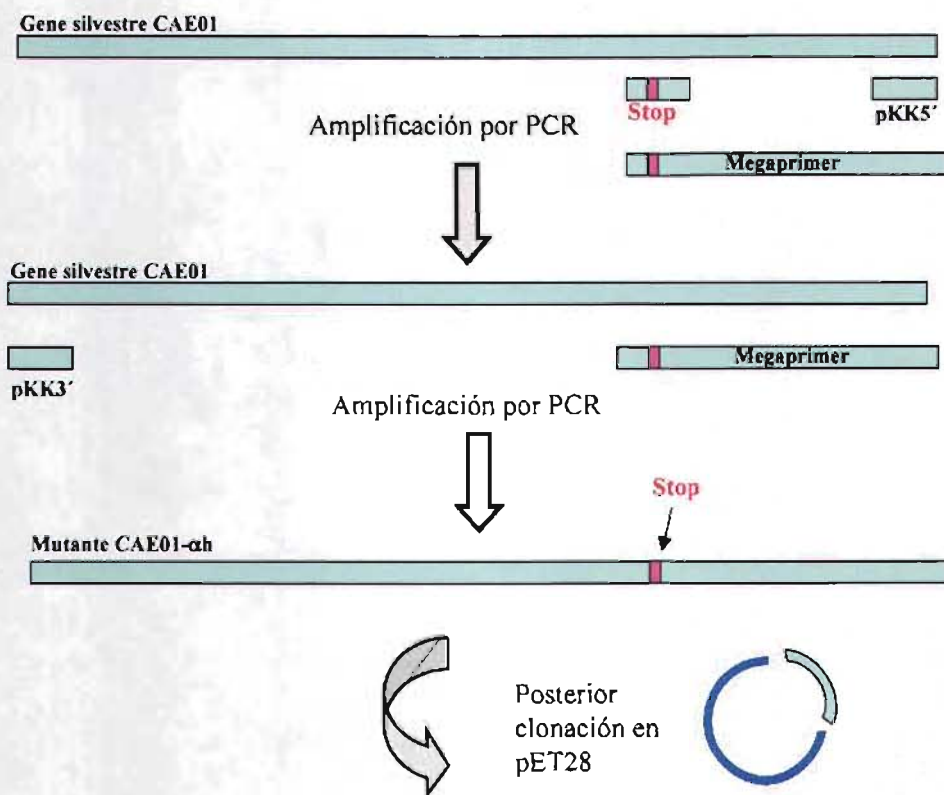 Gene silvestre CAE01
Stop
pKK5´
Amplificación por PCR
Megaprimer
Gene silvestre CAE01
Megaprimer
pKK3´
Amplificación por PCR
Stop
Mutante CAE01-αh
Posterior
clonación en
pET28